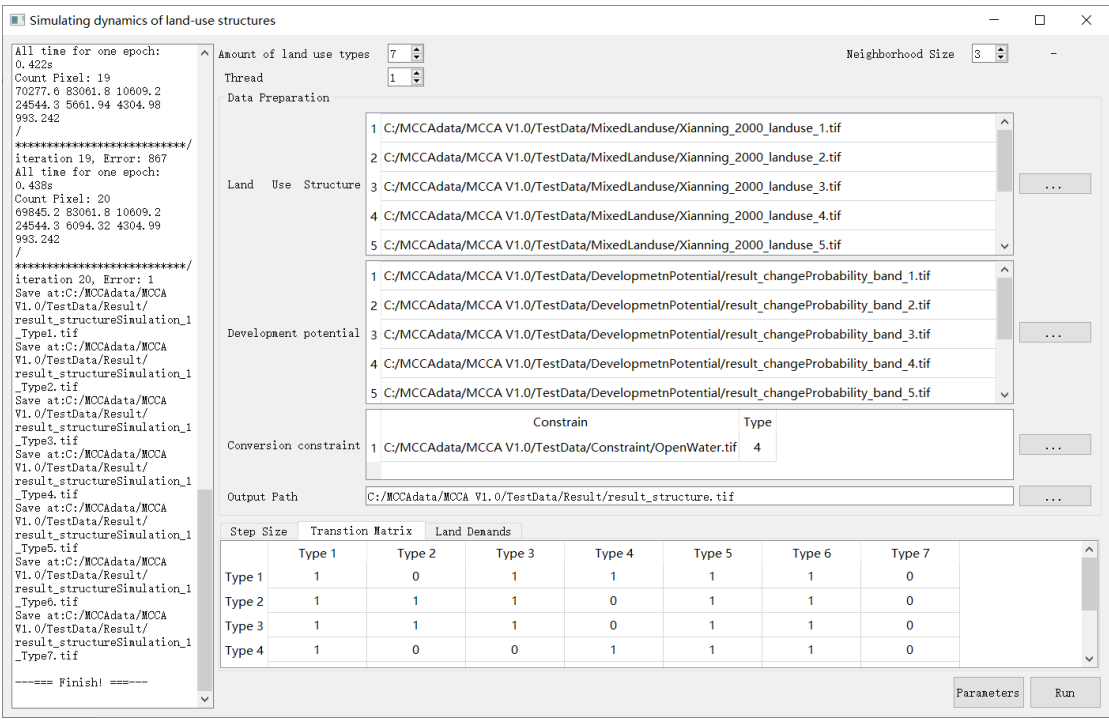 Simulating dynamics of land-use structures
All time for one epoch:
0.422s
Count Pixel: 19
70277.6 83061.8 10609.2
24544.3 5661.94 4304.98
993.242
/
***************************/
iteration 19, Error: 867
All time for one epoch:
0.438s
Count Pixel: 20
69845.2 83061.8 10609.2
24544.3 6094.32 4304.99
993.242
/
***************************/
iteration 20, Error: 1
Save at:C:/MCCAdata/MCCA
V1.0/TestData/Result/
result_structureSimulation_1
_Type1.tif
Save at:C:/MCCAdata/MCCA
V1.0/TestData/Result/
result_structureSimulation_1
_Type2.tif
Save at:C:/MCCAdata/MCCA
V1.0/TestData/Result/
result_structureSimulation_1
_Type3.tif
Save at:C:/MCCAdata/MCCA
V1.0/TestData/Result/
result_structureSimulation_1
_Type4.tif
Save at:C:/MCCAdata/MCCA
V1.0/TestData/Result/
result_structureSimulation_1
_Type5.tif
Save at:C:/MCCAdata/MCCA
V1.0/TestData/Result/
result_structureSimulation_1
_Type6.tif
Save at:C:/MCCAdata/MCCA
V1.0/TestData/Result/
result_structureSimulation_1
_Type7.tif
---=== Finish! ===---
Amount of land use types 7 Neighborhood Size 3 -
Thread 1
Data Preparation
Land Use Structure
1 C:/MCCAdata/MCCA V1.0/TestData/MixedLanduse/Xianning_2000_landuse_1.tif
2 C:/MCCAdata/MCCA V1.0/TestData/MixedLanduse/Xianning_2000_landuse_2.tif
3 C:/MCCAdata/MCCA V1.0/TestData/MixedLanduse/Xianning_2000_landuse_3.tif
4 C:/MCCAdata/MCCA V1.0/TestData/MixedLanduse/Xianning_2000_landuse_4.tif
5 C:/MCCAdata/MCCA V1.0/TestData/MixedLanduse/Xianning_2000_landuse_5.tif
...
Development potential
1 C:/MCCAdata/MCCA V1.0/TestData/DevelopmetnPotential/result_changeProbability_band_1.tif
2 C:/MCCAdata/MCCA V1.0/TestData/DevelopmetnPotential/result_changeProbability_band_2.tif
3 C:/MCCAdata/MCCA V1.0/TestData/DevelopmetnPotential/result_changeProbability_band_3.tif
4 C:/MCCAdata/MCCA V1.0/TestData/DevelopmetnPotential/result_changeProbability_band_4.tif
5 C:/MCCAdata/MCCA V1.0/TestData/DevelopmetnPotential/result_changeProbability_band_5.tif
...
Conversion constraint
Constrain Type
1 C:/MCCAdata/MCCA V1.0/TestData/Constraint/OpenWater.tif 4
...
Output Path C:/MCCAdata/MCCA V1.0/TestData/Result/result_structure.tif ...
Step Size Transtion Matrix Land Demands
Type 1 Type 2 Type 3 Type 4 Type 5 Type 6 Type 7
Type 1 1 0 1 1 1 1 0
Type 2 1 1 1 0 1 1 0
Type 3 1 1 1 0 1 1 0
Type 4 1 0 0 1 1 1 0
Parameters Run